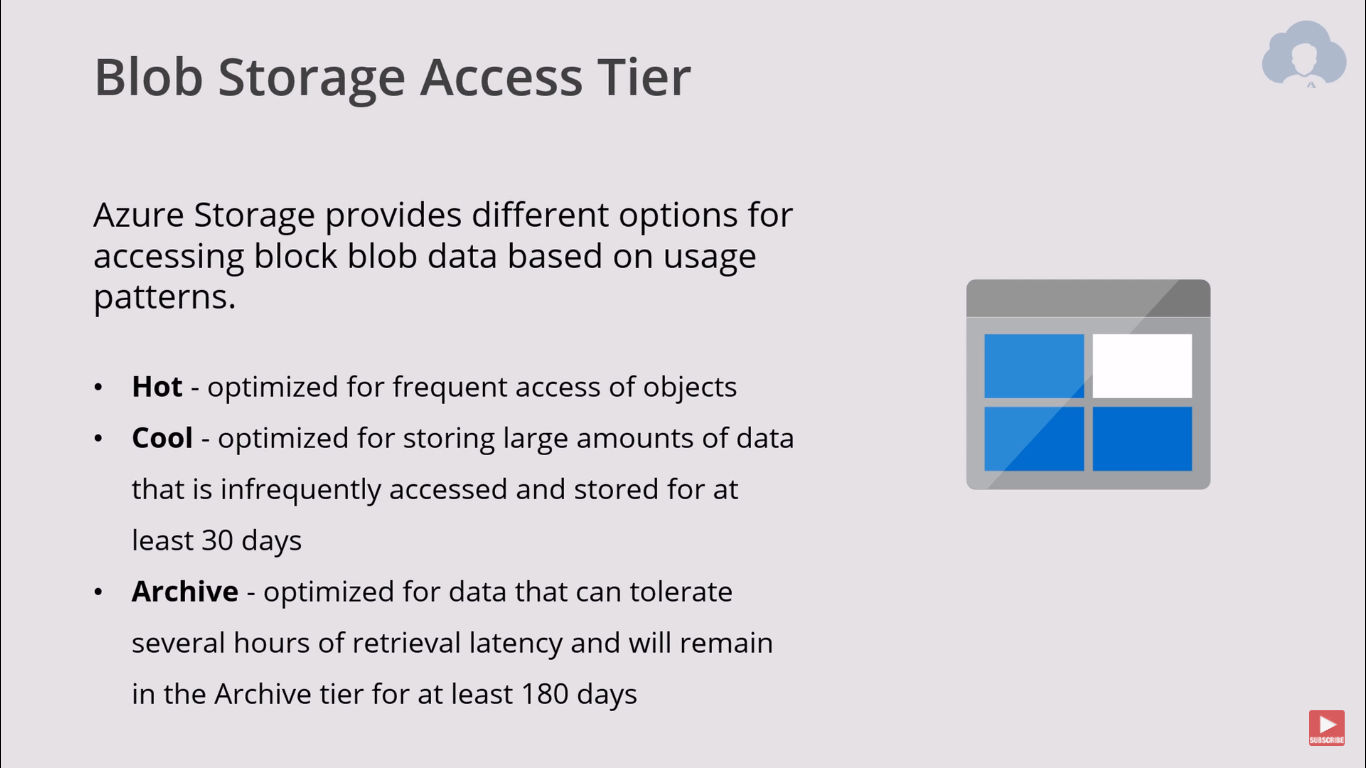 Blob Storage Access Tier
Azure Storage provides different options for
accessing block blob data based on usage
patterns.
• Hot - optimized for frequent access of objects
• Cool - optimized for storing large amounts of data
that is infrequently accessed and stored for at
least 30 days
• Archive - optimized for data that can tolerate
several hours of retrieval latency and will remain
in the Archive tier for at least 180 days
SUBSCRIBE